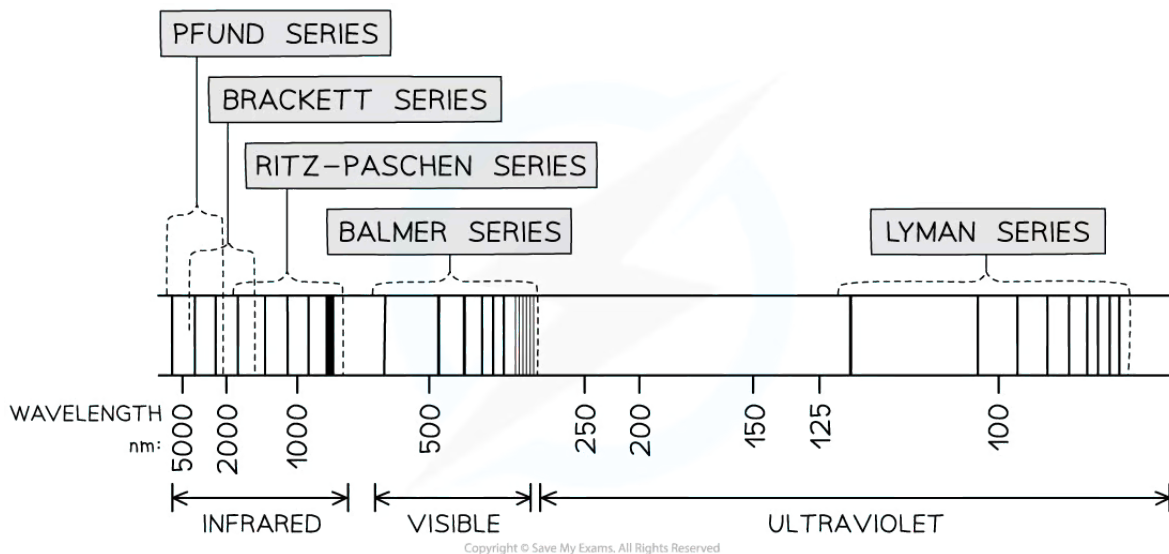 PFUND SERIES
BRACKETT SERIES
RITZ-PASCHEN SERIES
BALMER SERIES
LYMAN SERIES
WAVELENGTH
nm:
5000
2000
1000
500
250
200
150
125
100
INFRARED
VISIBLE
ULTRAVIOLET
Copyright © Save My Exams. All Rights Reserved